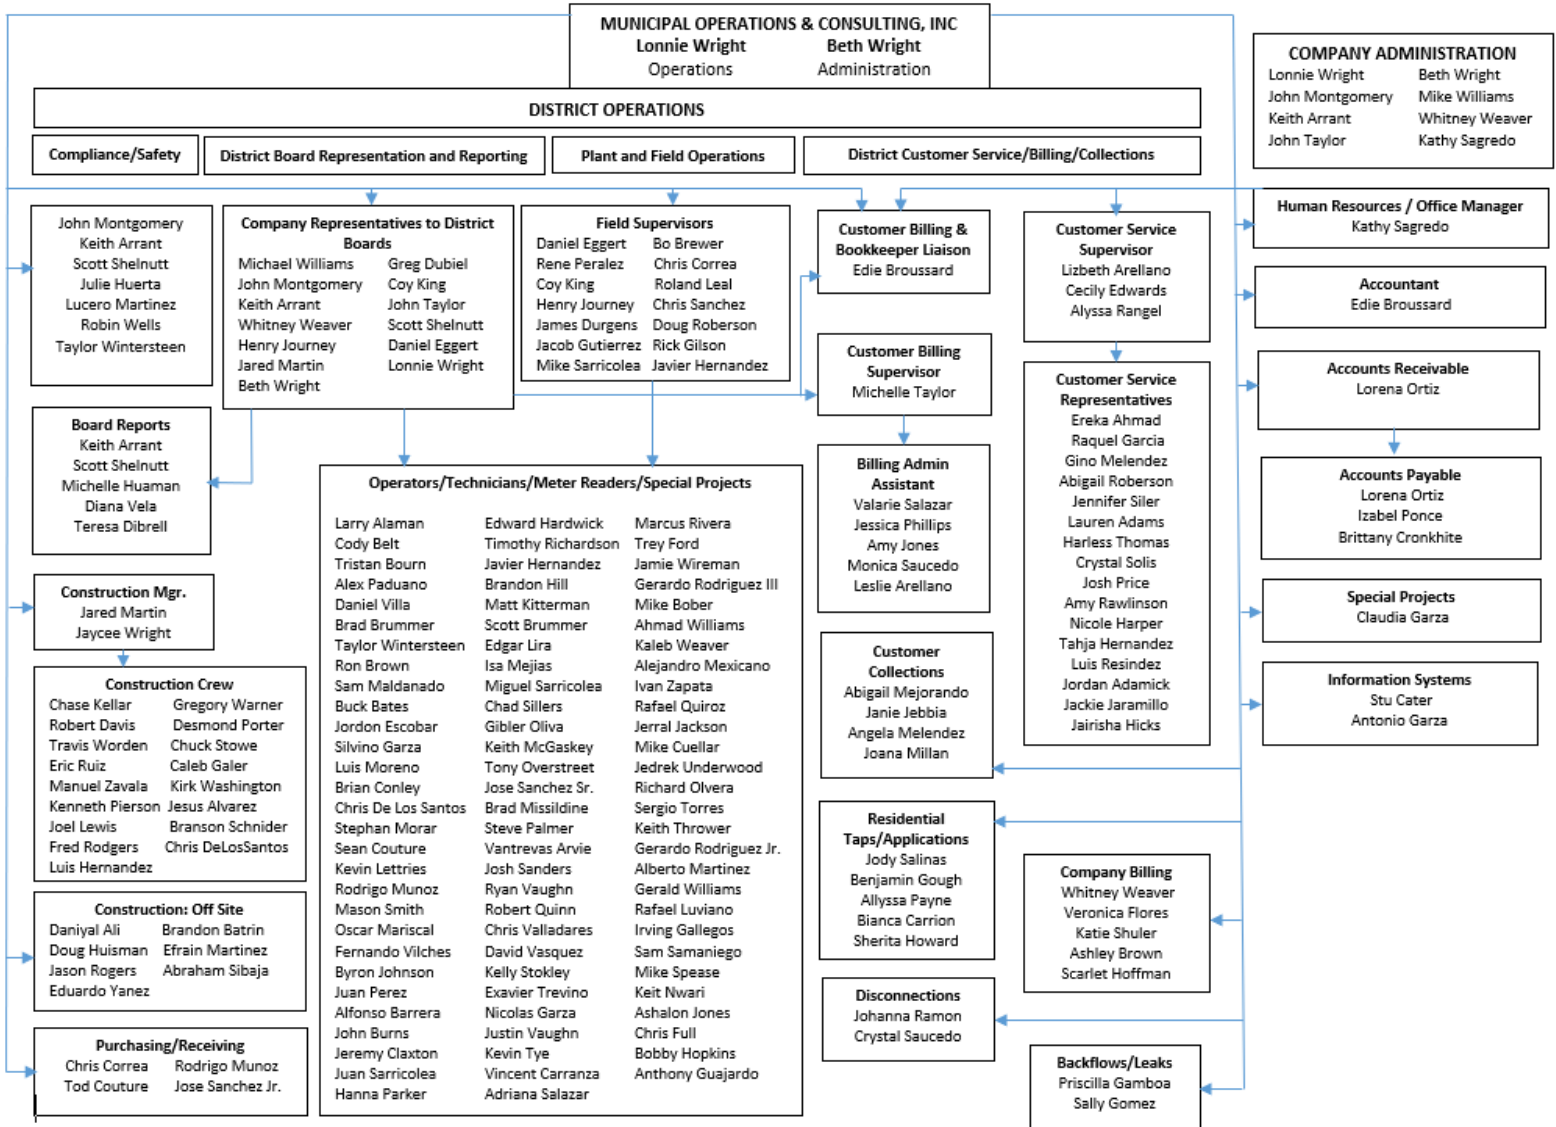 MUNICIPAL OPERATIONS & CONSULTING, INC
Lonnie Wright Beth Wright
Operations Administration
COMPANY ADMINISTRATION
Lonnie Wright Beth Wright
John Montgomery Mike Williams
Keith Arrant Whitney Weaver
John Taylor Kathy Sagredo
DISTRICT OPERATIONS
Compliance/Safety
District Board Representation and Reporting
Plant and Field Operations
District Customer Service/Billing/Collections
John Montgomery
Keith Arrant
Scott Shelnutt
Julie Huerta
Lucero Martinez
Robin Wells
Taylor Wintersteen
Company Representatives to District
Boards
Michael Williams Greg Dubiel
John Montgomery Coy King
Keith Arrant John Taylor
Whitney Weaver Scott Shelnutt
Henry Journey Daniel Eggert
Jared Martin Lonnie Wright
Beth Wright
Field Supervisors
Daniel Eggert Bo Brewer
Rene Peralez Chris Correa
Coy King Roland Leal
Henry Journey Chris Sanchez
James Durgens Doug Roberson
Jacob Gutierrez Rick Gilson
Mike Sarricolea Javier Hernandez
Customer Billing &
Bookkeeper Liaison
Edie Broussard
Customer Service
Supervisor
Lizbeth Arellano
Cecily Edwards
Alyssa Rangel
Human Resources / Office Manager
Kathy Sagredo
Accountant
Edie Broussard
Accounts Receivable
Lorena Ortiz
Accounts Payable
Lorena Ortiz
Izabel Ponce
Brittany Cronkhite
Special Projects
Claudia Garza
Information Systems
Stu Cater
Antonio Garza
Customer Billing
Supervisor
Michelle Taylor
Billing Admin
Assistant
Valarie Salazar
Jessica Phillips
Amy Jones
Monica Saucedo
Leslie Arellano
Customer Service
Representatives
Ereka Ahmad
Raquel Garcia
Gino Melendez
Abigail Roberson
Jennifer Siler
Lauren Adams
Harless Thomas
Crystal Solis
Josh Price
Amy Rawlinson
Nicole Harper
Tahja Hernandez
Luis Resindez
Jordan Adamick
Jackie Jaramillo
Jairisha Hicks
Board Reports
Keith Arrant
Scott Shelnutt
Michelle Huaman
Diana Vela
Teresa Dibrell
Construction Mgr.
Jared Martin
Jaycee Wright
Construction Crew
Chase Kellar Gregory Warner
Robert Davis Desmond Porter
Travis Worden Chuck Stowe
Eric Ruiz Caleb Galer
Manuel Zavala Kirk Washington
Kenneth Pierson Jesus Alvarez
Joel Lewis Branson Schnider
Fred Rodgers Chris DeLosSantos
Luis Hernandez
Construction: Off Site
Daniyal Ali Brandon Batrin
Doug Huisman Efrain Martinez
Jason Rogers Abraham Sibaja
Eduardo Yanez
Purchasing/Receiving
Chris Correa Rodrigo Munoz
Tod Couture Jose Sanchez Jr.
Operators/Technicians/Meter Readers/Special Projects
Larry Alaman Edward Hardwick Marcus Rivera
Cody Belt Timothy Richardson Trey Ford
Tristan Bourn Javier Hernandez Jamie Wireman
Alex Paduano Brandon Hill Gerardo Rodriguez III
Daniel Villa Matt Kitterman Mike Bober
Brad Brummer Scott Brummer Ahmad Williams
Taylor Wintersteen Edgar Lira Kaleb Weaver
Ron Brown Isa Mejias Alejandro Mexicano
Sam Maldanado Miguel Sarricolea Ivan Zapata
Buck Bates Chad Sillers Rafael Quiroz
Jordon Escobar Gibler Oliva Jerral Jackson
Silvino Garza Keith McGaskey Mike Cuellar
Luis Moreno Tony Overstreet Jedrek Underwood
Brian Conley Jose Sanchez Sr. Richard Olvera
Chris De Los Santos Brad Missildine Sergio Torres
Stephan Morar Steve Palmer Keith Thrower
Sean Couture Vantrevas Arvie Gerardo Rodriguez Jr.
Kevin Lettries Josh Sanders Alberto Martinez
Rodrigo Munoz Ryan Vaughn Gerald Williams
Mason Smith Robert Quinn Rafael Luviano
Oscar Mariscal Chris Valladares Irving Gallegos
Fernando Vilches David Vasquez Sam Samaniego
Byron Johnson Kelly Stokley Mike Spease
Juan Perez Exavier Trevino Keit Nwari
Alfonso Barrera Nicolas Garza Ashalon Jones
John Burns Justin Vaughn Chris Full
Jeremy Claxton Kevin Tye Bobby Hopkins
Juan Sarricolea Vincent Carranza Anthony Guajardo
Hanna Parker Adriana Salazar
Customer
Collections
Abigail Mejorando
Janie Jebbia
Angela Melendez
Joana Millan
Residential
Taps/Applications
Jody Salinas
Benjamin Gough
Allyssa Payne
Bianca Carrion
Sherita Howard
Disconnections
Johanna Ramon
Crystal Saucedo
Company Billing
Whitney Weaver
Veronica Flores
Katie Shuler
Ashley Brown
Scarlet Hoffman
Backflows/Leaks
Priscilla Gamboa
Sally Gomez